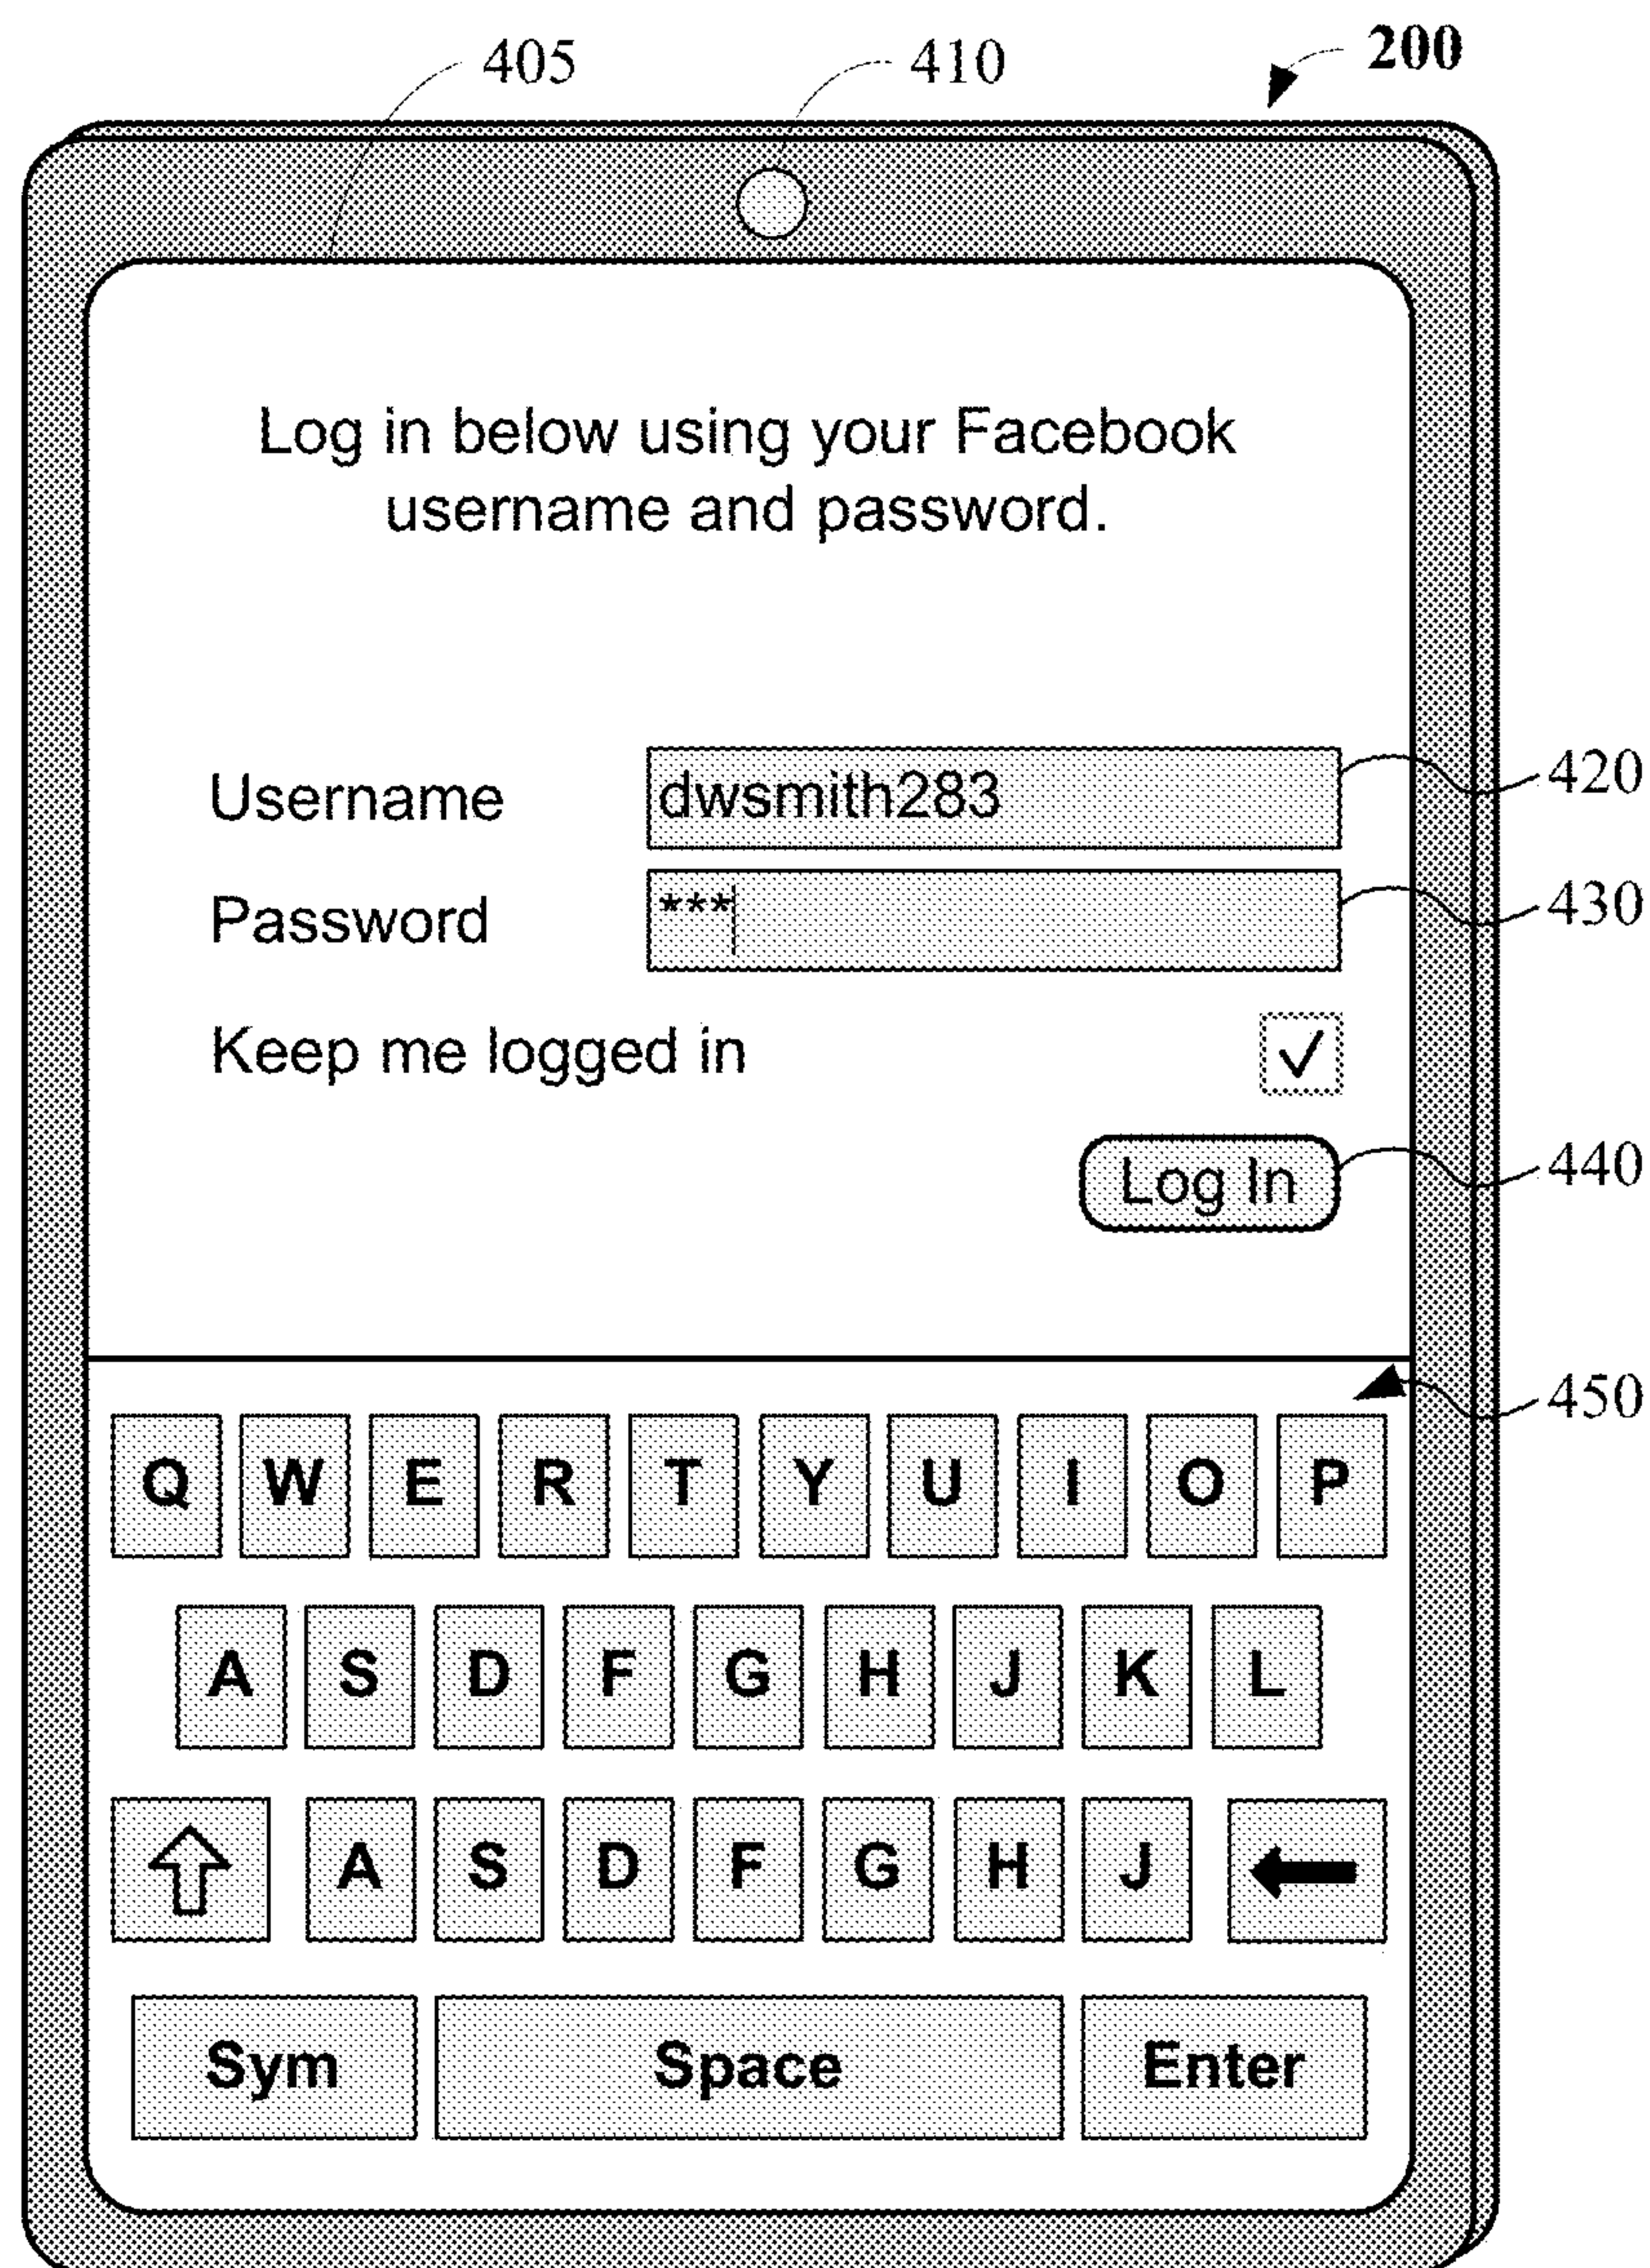 405 410 200
Log in below using your Facebook
username and password.
Username dwsmith283 420
Password *** 430
Keep me logged in
Log In 440
450
Q W E R T Y U I O P
A S D F G H J K L
A S D F G H J
Sym Space Enter